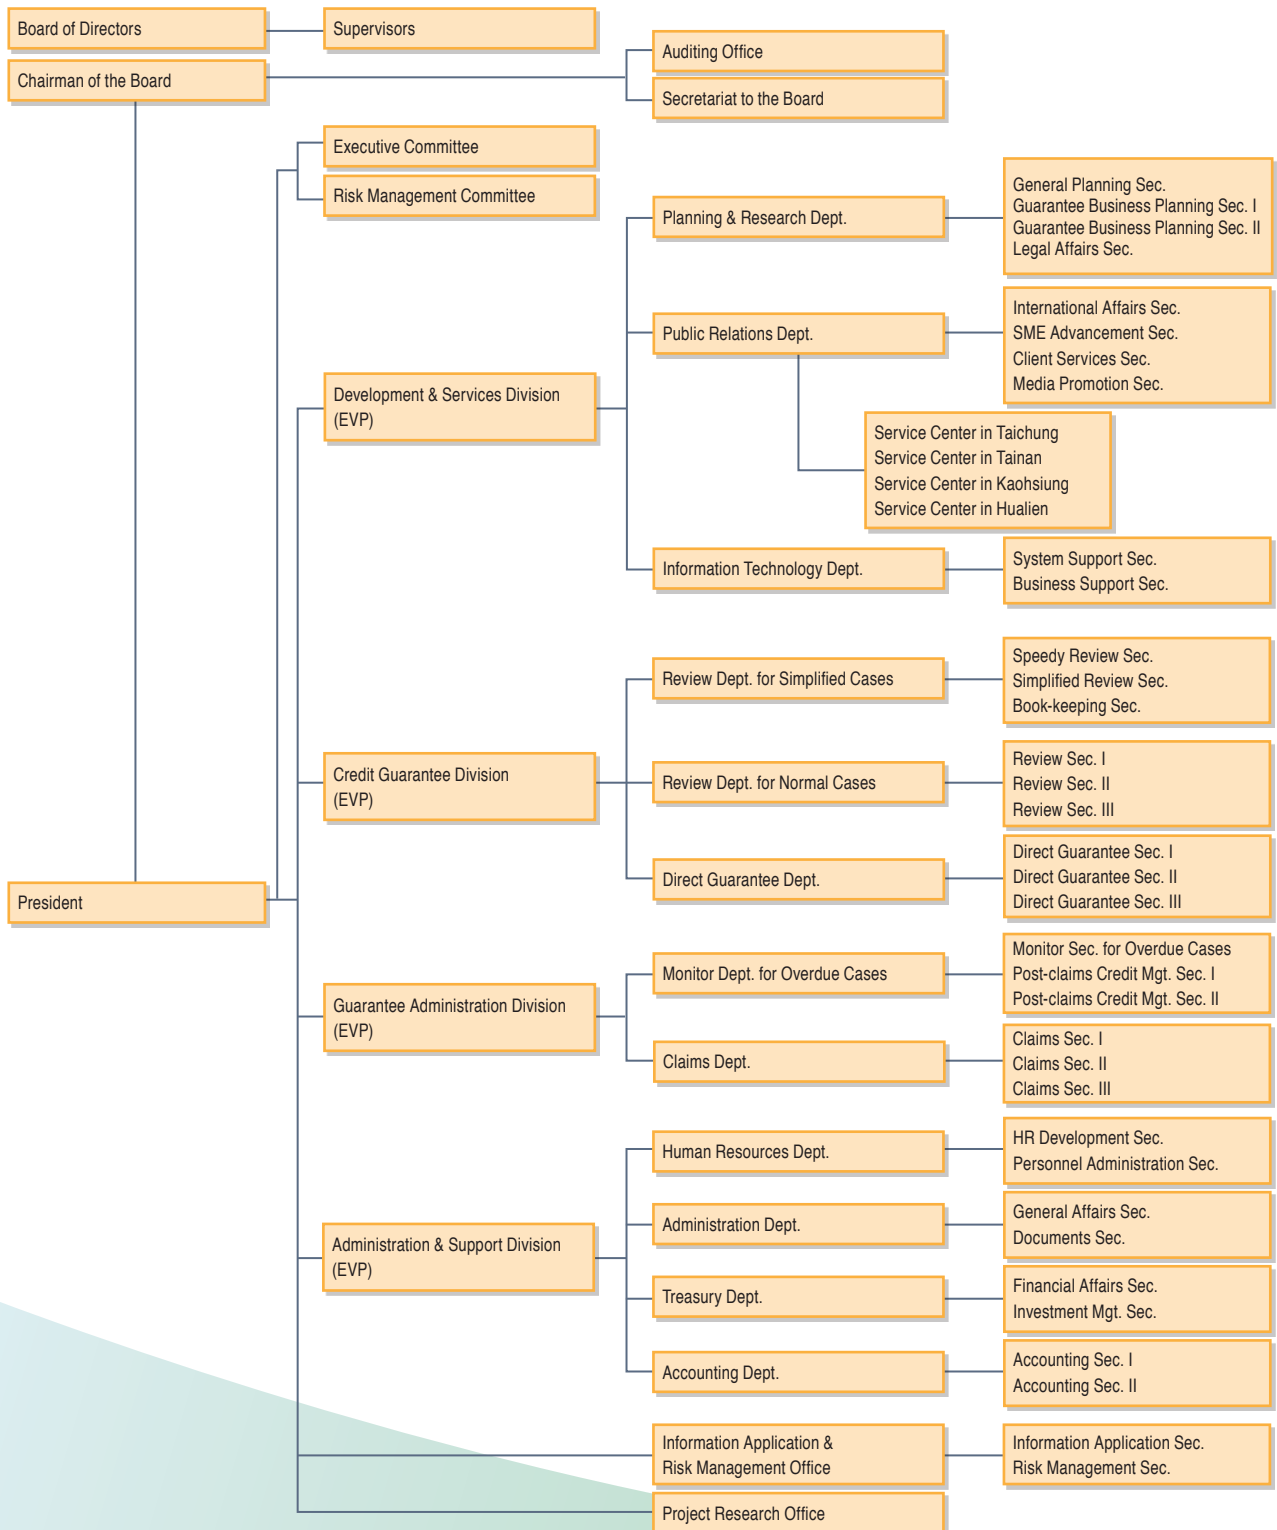 Board of Directors
Supervisors
Chairman of the Board
Auditing Office
Secretariat to the Board
Executive Committee
Risk Management Committee
Planning & Research Dept.
General Planning Sec.
Guarantee Business Planning Sec. I
Guarantee Business Planning Sec. II
Legal Affairs Sec.
Public Relations Dept.
International Affairs Sec.
SME Advancement Sec.
Client Services Sec.
Media Promotion Sec.
Development & Services Division
(EVP)
Service Center in Taichung
Service Center in Tainan
Service Center in Kaohsiung
Service Center in Hualien
Information Technology Dept.
System Support Sec.
Business Support Sec.
Review Dept. for Simplified Cases
Speedy Review Sec.
Simplified Review Sec.
Book-keeping Sec.
Credit Guarantee Division
(EVP)
Review Dept. for Normal Cases
Review Sec. I
Review Sec. II
Review Sec. III
Direct Guarantee Dept.
Direct Guarantee Sec. I
Direct Guarantee Sec. II
Direct Guarantee Sec. III
President
Monitor Dept. for Overdue Cases
Monitor Sec. for Overdue Cases
Post-claims Credit Mgt. Sec. I
Post-claims Credit Mgt. Sec. II
Guarantee Administration Division
(EVP)
Claims Dept.
Claims Sec. I
Claims Sec. II
Claims Sec. III
Human Resources Dept.
HR Development Sec.
Personnel Administration Sec.
Administration Dept.
General Affairs Sec.
Documents Sec.
Administration & Support Division
(EVP)
Treasury Dept.
Financial Affairs Sec.
Investment Mgt. Sec.
Accounting Dept.
Accounting Sec. I
Accounting Sec. II
Information Application &
Risk Management Office
Information Application Sec.
Risk Management Sec.
Project Research Office